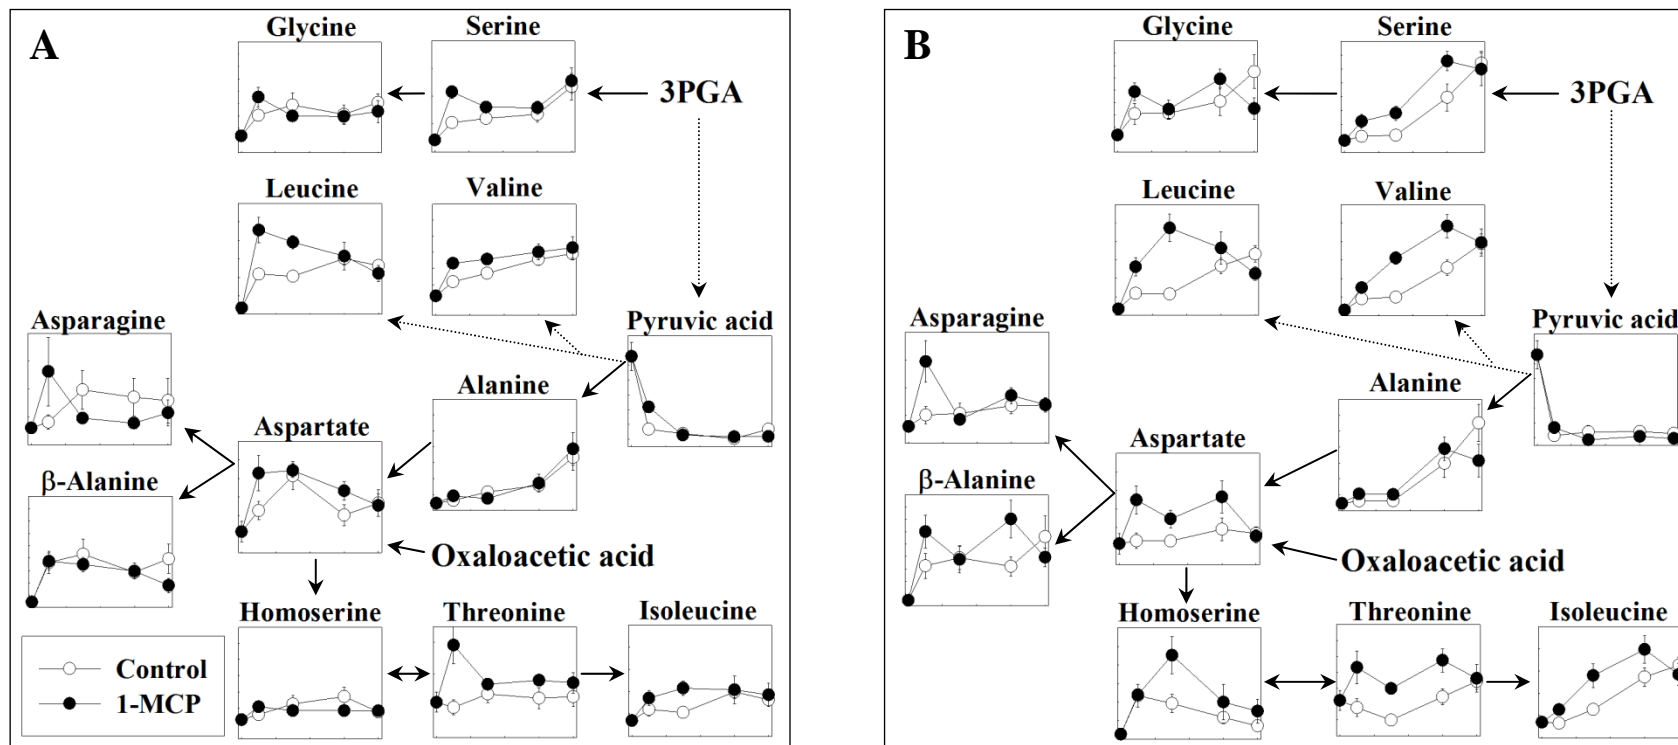 A
Glycine
Serine
3PGA
Leucine
Valine
Asparagine
Pyruvic acid
Alanine
Aspartate
β-Alanine
Oxaloacetic acid
Homoserine
Threonine
Isoleucine
Control
1-MCP
B
Glycine
Serine
3PGA
Leucine
Valine
Asparagine
Pyruvic acid
Alanine
Aspartate
β-Alanine
Oxaloacetic acid
Homoserine
Threonine
Isoleucine